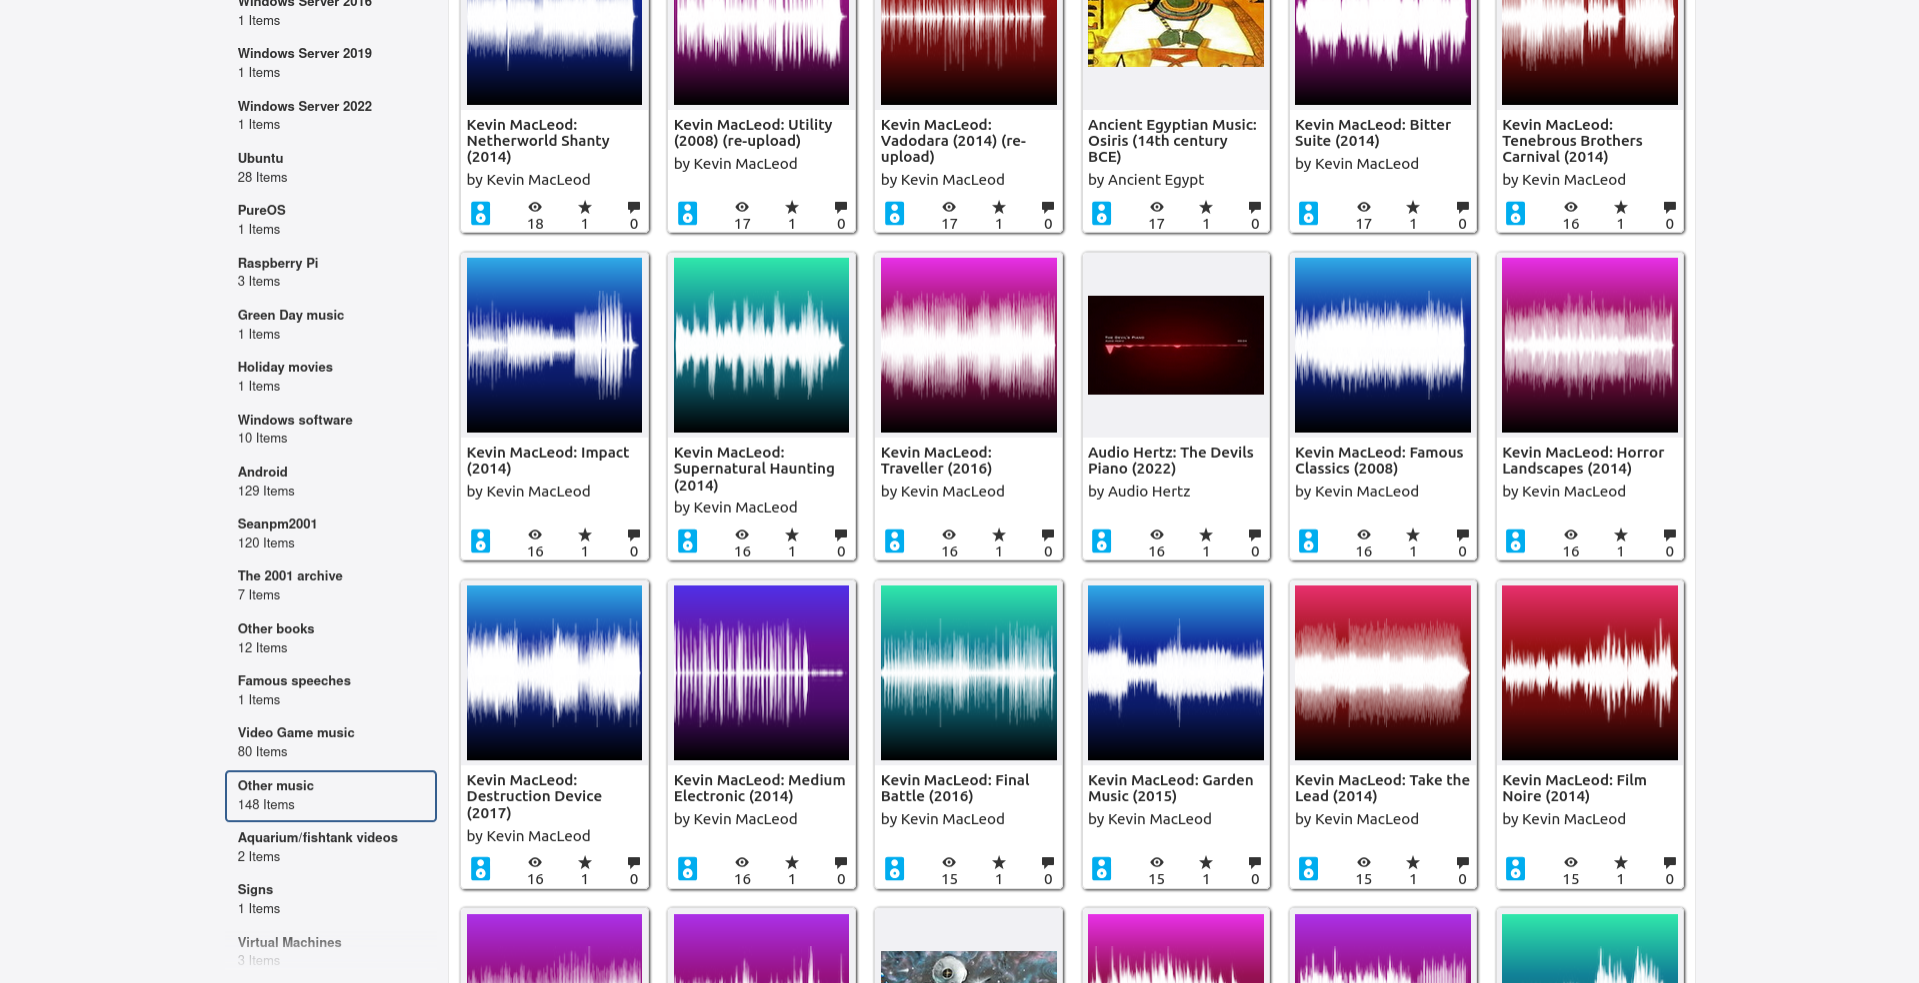 Windows Server 2016
1 Items
Windows Server 2019
1 Items
Windows Server 2022
1 Items
Ubuntu
28 Items
PureOS
1 Items
Raspberry Pi
3 Items
Green Day music
1 Items
Holiday movies
1 Items
Windows software
10 Items
Android
129 Items
Seanpm2001
120 Items
The 2001 archive
7 Items
Other books
12 Items
Famous speeches
1 Items
Video Game music
80 Items
Other music
148 Items
Aquarium/fishtank videos
2 Items
Signs
1 Items
Virtual Machines
3 Items
Kevin MacLeod:
Netherworld Shanty
(2014)
by Kevin MacLeod
18 1 0
Kevin MacLeod: Utility
(2008) (re-upload)
by Kevin MacLeod
17 1 0
Kevin MacLeod:
Vadodara (2014) (re-
upload)
by Kevin MacLeod
17 1 0
Ancient Egyptian Music:
Osiris (14th century
BCE)
by Ancient Egypt
17 1 0
Kevin MacLeod: Bitter
Suite (2014)
by Kevin MacLeod
17 1 0
Kevin MacLeod:
Tenebrous Brothers
Carnival (2014)
by Kevin MacLeod
16 1 0
Kevin MacLeod: Impact
(2014)
by Kevin MacLeod
16 1 0
Kevin MacLeod:
Supernatural Haunting
(2014)
by Kevin MacLeod
16 1 0
Kevin MacLeod:
Traveller (2016)
by Kevin MacLeod
16 1 0
The Devil's Piano
Audio Hertz: The Devils
Piano (2022)
by Audio Hertz
16 1 0
Kevin MacLeod: Famous
Classics (2008)
by Kevin MacLeod
16 1 0
Kevin MacLeod: Horror
Landscapes (2014)
by Kevin MacLeod
16 1 0
Kevin MacLeod:
Destruction Device
(2017)
by Kevin MacLeod
16 1 0
Kevin MacLeod: Medium
Electronic (2014)
by Kevin MacLeod
16 1 0
Kevin MacLeod: Final
Battle (2016)
by Kevin MacLeod
15 1 0
Kevin MacLeod: Garden
Music (2015)
by Kevin MacLeod
15 1 0
Kevin MacLeod: Take the
Lead (2014)
by Kevin MacLeod
15 1 0
Kevin MacLeod: Film
Noire (2014)
by Kevin MacLeod
15 1 0